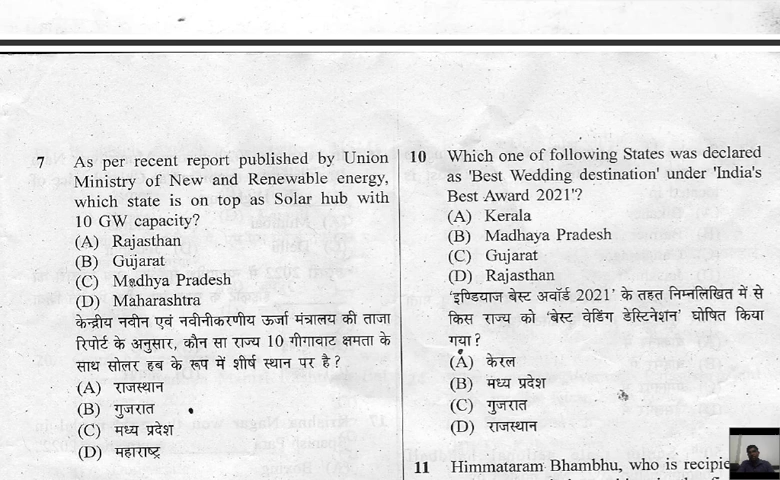 7 As per recent report published by Union
Ministry of New and Renewable energy,
which state is on top as Solar hub with
10 GW capacity?
(A) Rajasthan
(B) Gujarat
(C) Madhya Pradesh
(D) Maharashtra
केन्द्रीय नवीन एवं नवीनीकरणीय ऊर्जा मंत्रालय की ताजा
रिपोर्ट के अनुसार, कौन सा राज्य 10 गीगावाट क्षमता के
साथ सोलर हब के रूप में शीर्ष स्थान पर है ?
(A) राजस्थान
(B) गुजरात
(C) मध्य प्रदेश
(D) महाराष्ट्र
10 Which one of following States was declared
as 'Best Wedding destination' under 'India's
Best Award 2021'?
(A) Kerala
(B) Madhaya Pradesh
(C) Gujarat
(D) Rajasthan
'इण्डियाज बेस्ट अवॉर्ड 2021' के तहत निम्नलिखित में से
किस राज्य को 'बेस्ट वेडिंग डेस्टिनेशन' घोषित किया
गया ?
(A) केरल
(B) मध्य प्रदेश
(C) गुजरात
(D) राजस्थान
11 Himmataram Bhambhu, who is